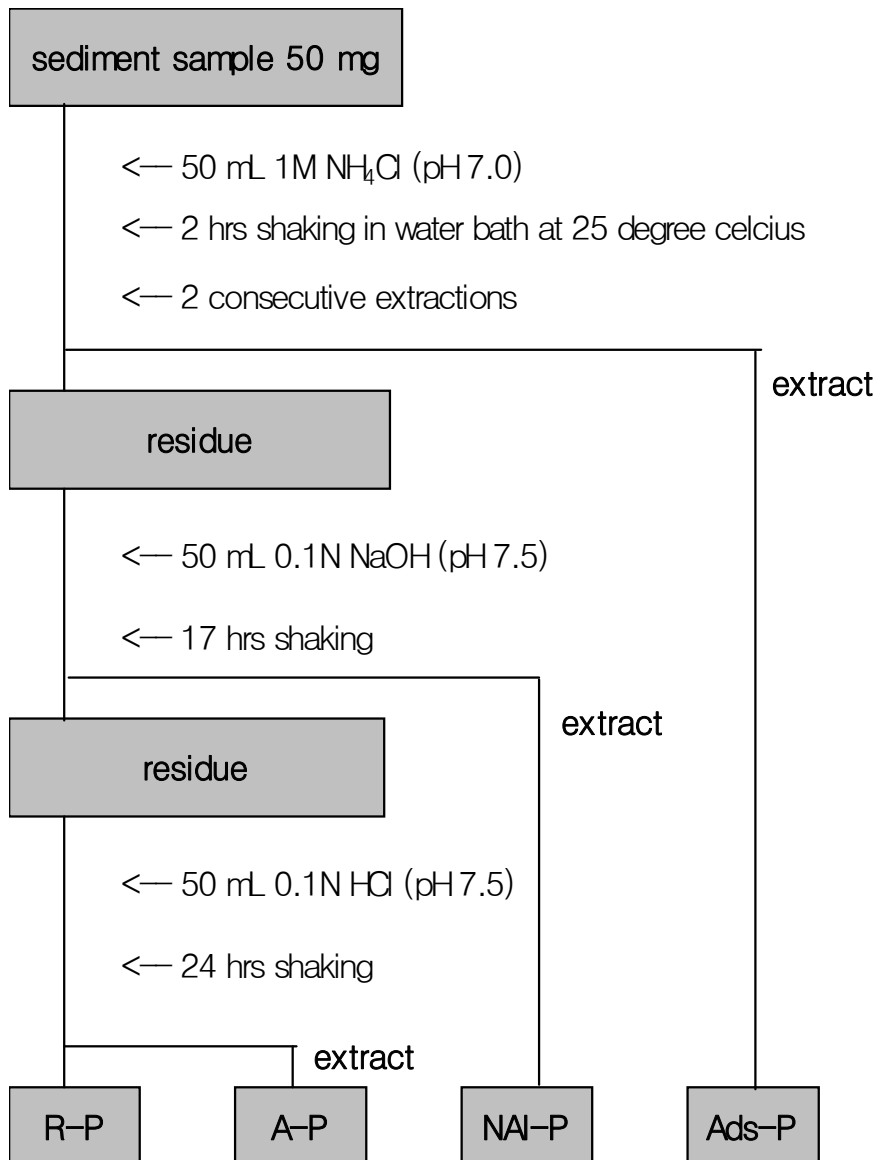 sediment sample 50 mg
<— 50 mL 1M NH₄Cl (pH 7.0)
<— 2 hrs shaking in water bath at 25 degree celcius
<— 2 consecutive extractions
extract
residue
<— 50 mL 0.1N NaOH (pH 7.5)
<— 17 hrs shaking
extract
residue
<— 50 mL 0.1N HCl (pH 7.5)
<— 24 hrs shaking
extract
R-P A-P NAI-P Ads-P